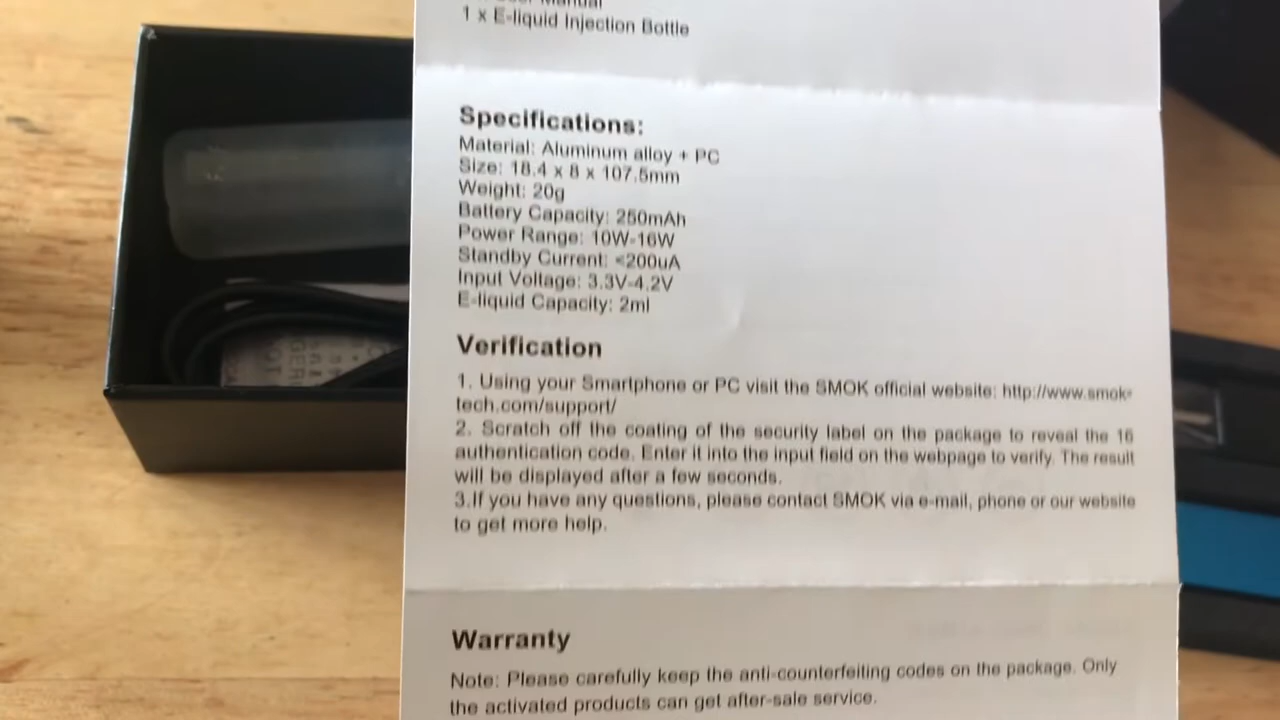 Manual
1 x E-liquid Injection Bottle
Specifications:
Material: Aluminum alloy + PC
Size: 18.4 x 8 x 107.5mm
Weight: 20g
Battery Capacity: 250mAh
Power Range: 10W-16W
Standby Current: <200uA
Input Voltage: 3.3V-4.2V
E-liquid Capacity: 2ml
Verification
1. Using your Smartphone or PC visit the SMOK official website: http://www.smok-
tech.com/support/
2. Scratch off the coating of the security label on the package to reveal the 16
authentication code. Enter it into the input field on the webpage to verify. The result
will be displayed after a few seconds.
3.If you have any questions, please contact SMOK via e-mail, phone or our website
to get more help.
Warranty
Note: Please carefully keep the anti-counterfeiting codes on the package. Only
the activated products can get after-sale service.